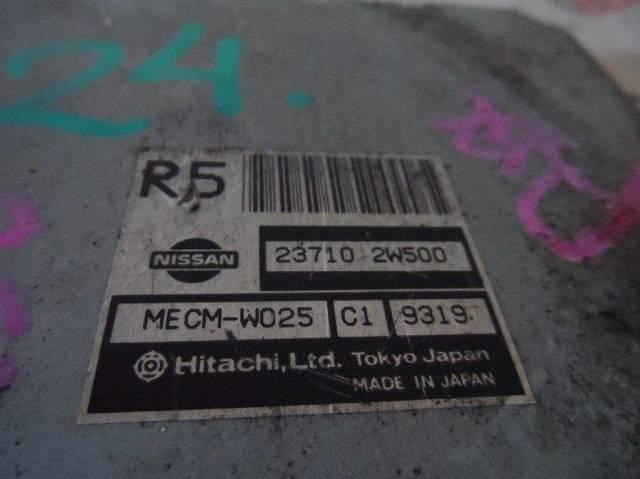 24.
R5
NISSAN
23710 2W500
MECM-W025 C1 9319
Hitachi, Ltd. Tokyo Japan
MADE IN JAPAN